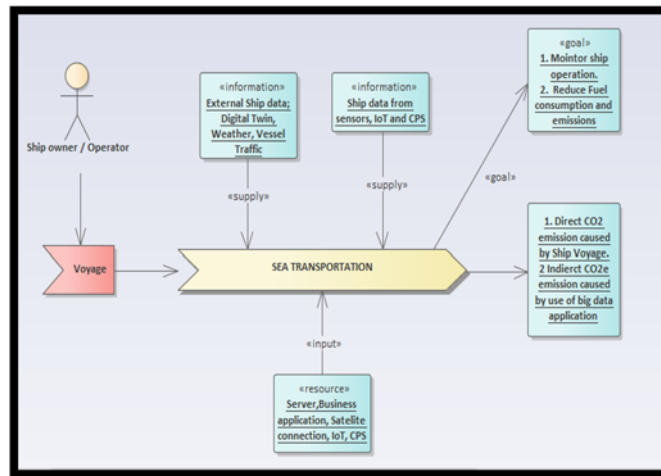 «goal»
1. Mointor ship
operation.
2. Reduce Fuel
consumption and
emissions
«information»
External Ship data;
Digital Twin,
Weather, Vessel
Traffic
«information»
Ship data from
sensors, IoT and CPS
Ship owner / Operator
«supply»
«supply»
«goal»
Voyage
SEA TRANSPORTATION
1. Direct CO2
emission caused
by Ship Voyage.
2 Indierct CO2e
emission caused
by use of big data
application
«input»
«resource»
Server,Business
application, Satelite
connection, IoT, CPS